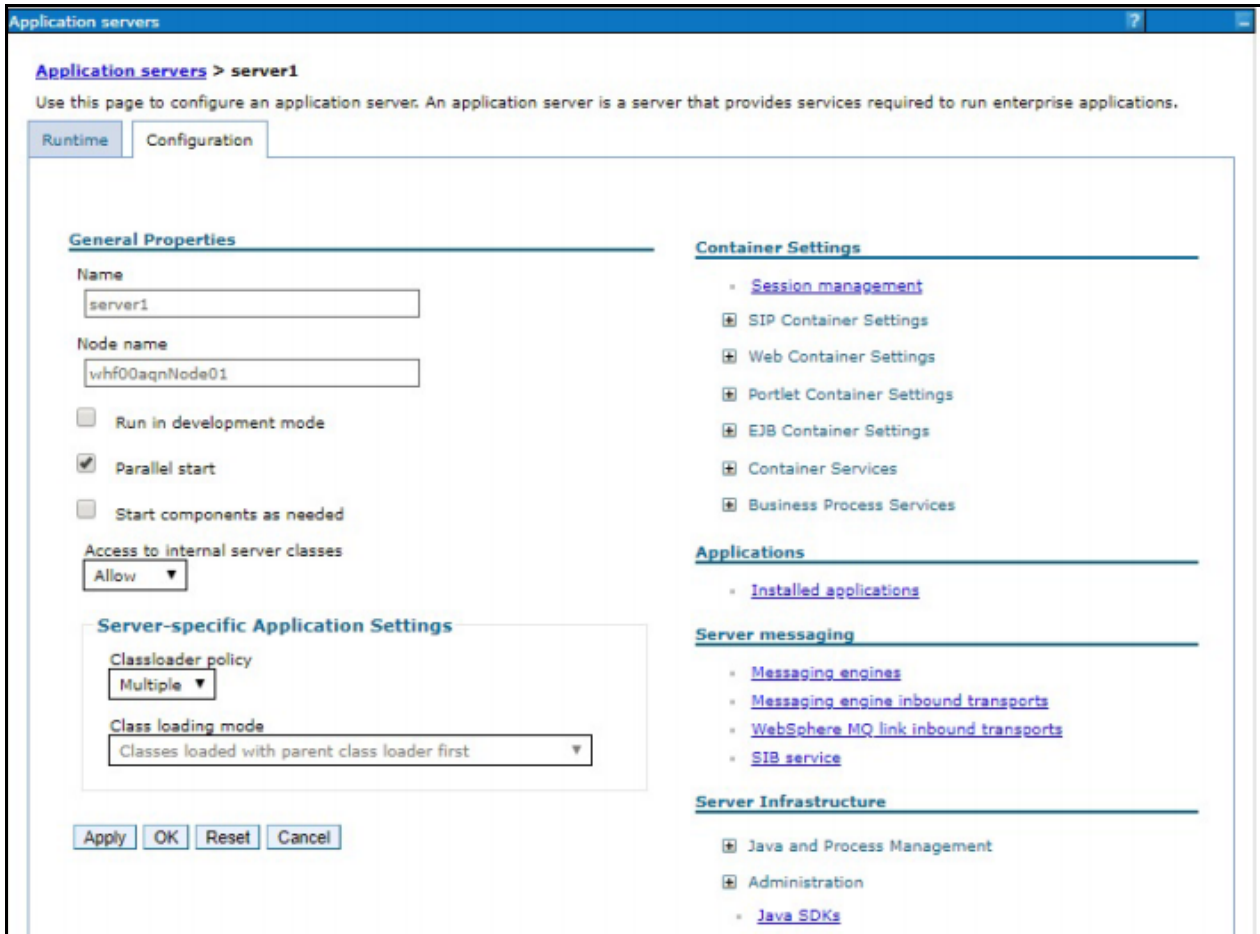 Application servers
?
Application servers > server1
Use this page to configure an application server. An application server is a server that provides services required to run enterprise applications.
Runtime
Configuration
General Properties
Name
server1
Node name
whf00aqnNode01
Run in development mode
Parallel start
Start components as needed
Access to internal server classes
Allow
Server-specific Application Settings
Classloader policy
Multiple
Class loading mode
Classes loaded with parent class loader first
Apply OK Reset Cancel
Container Settings
Session management
SIP Container Settings
Web Container Settings
Portlet Container Settings
EJB Container Settings
Container Services
Business Process Services
Applications
Installed applications
Server messaging
Messaging engines
Messaging engine inbound transports
WebSphere MQ link inbound transports
SIB service
Server Infrastructure
Java and Process Management
Administration
Java SDKs